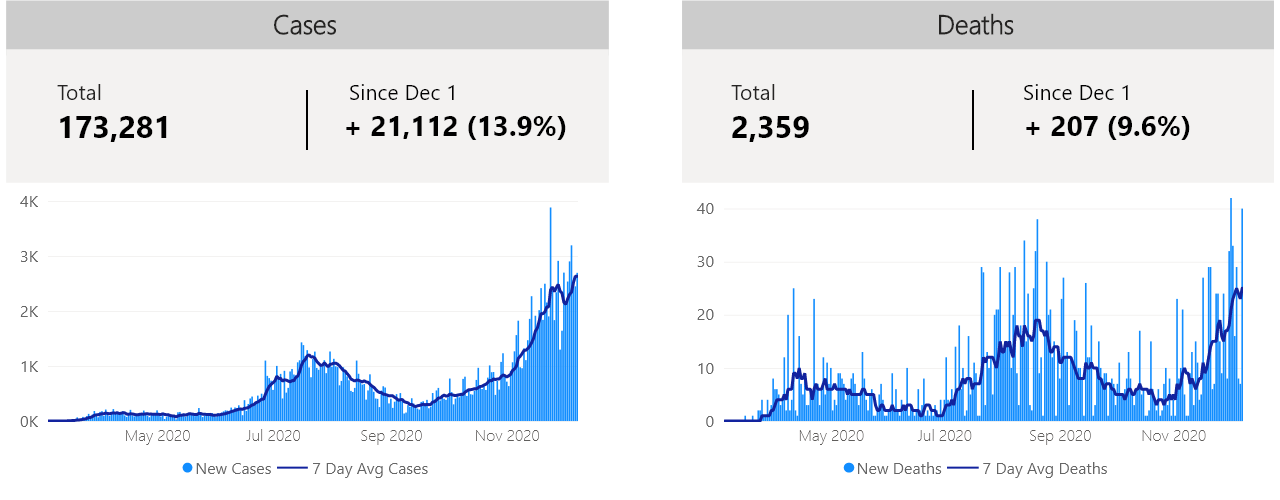 Cases
Total
Since Dec 1
173,281
+ 21,112 (13.9%)
4K
3K
2K
1K
0K
May 2020
Jul 2020
Sep 2020
Nov 2020
New Cases
7 Day Avg Cases
Deaths
Total
Since Dec 1
2,359
+ 207 (9.6%)
40
30
20
10
0
May 2020
Jul 2020
Sep 2020
Nov 2020
New Deaths
7 Day Avg Deaths